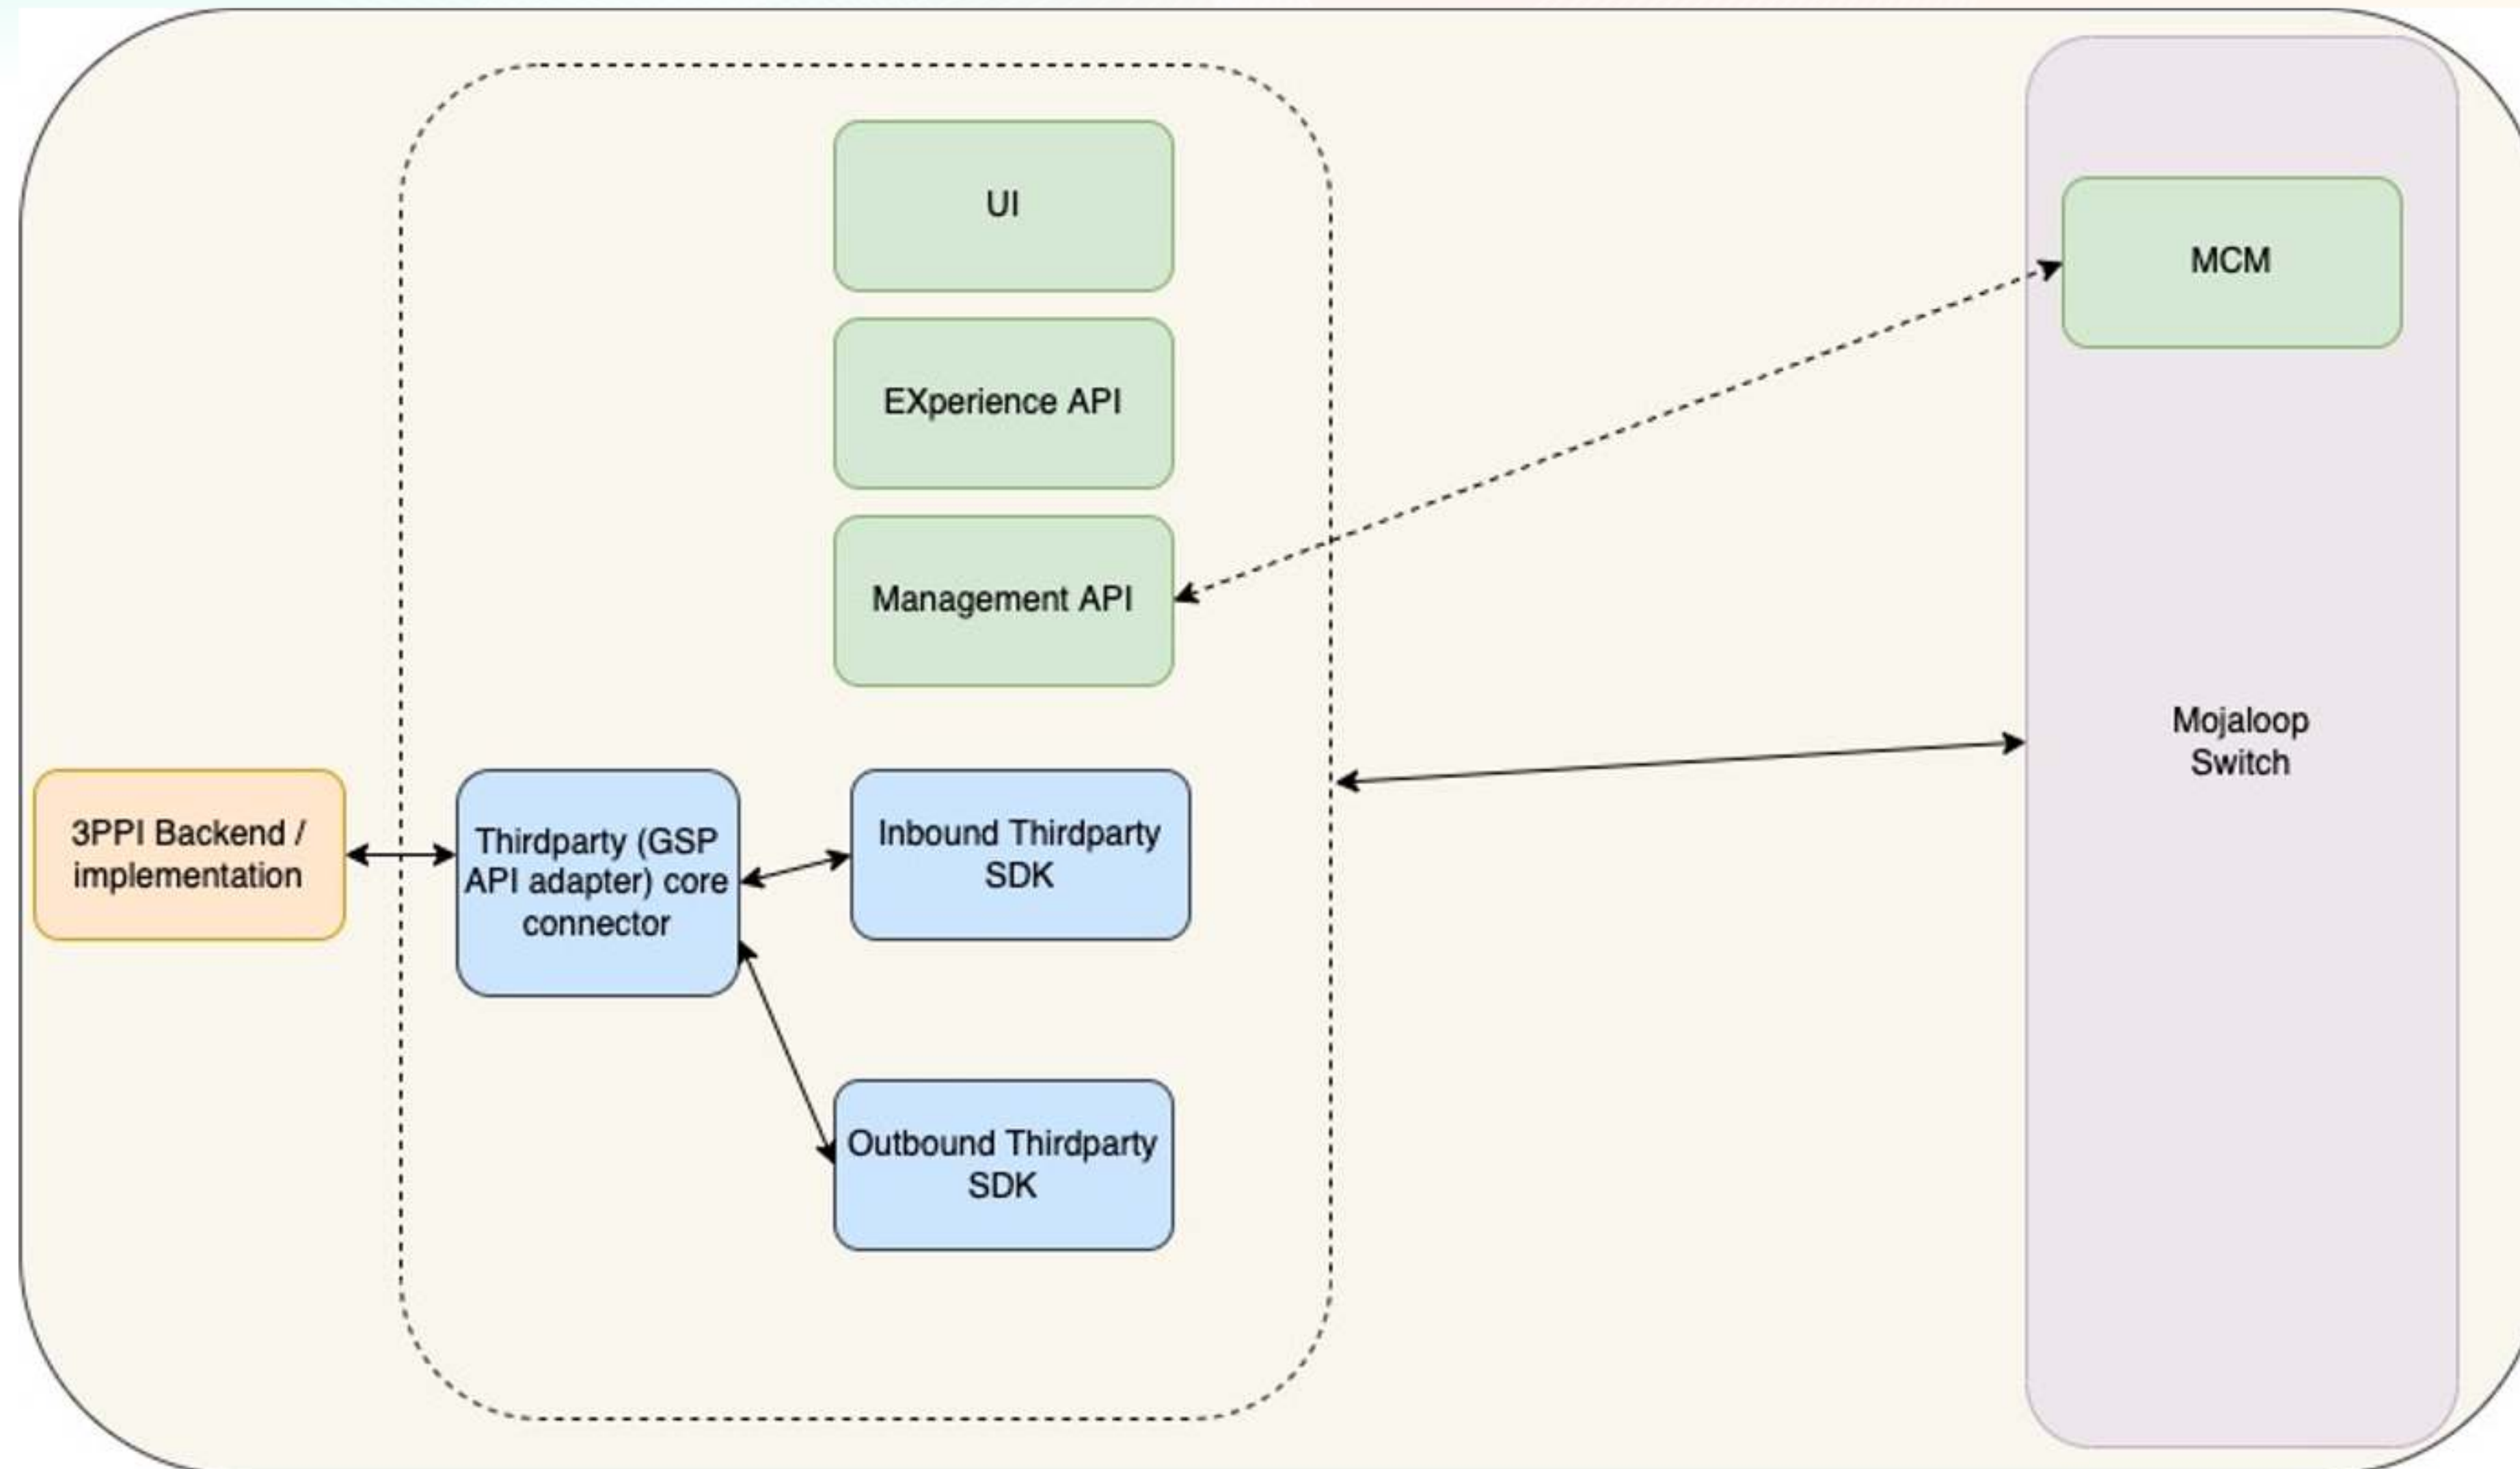 UI
EXperience API
Management API
MCM
Mojaloop
Switch
3PPI Backend /
implementation
Thirdparty (GSP
API adapter) core
connector
Inbound Thirdparty
SDK
Outbound Thirdparty
SDK